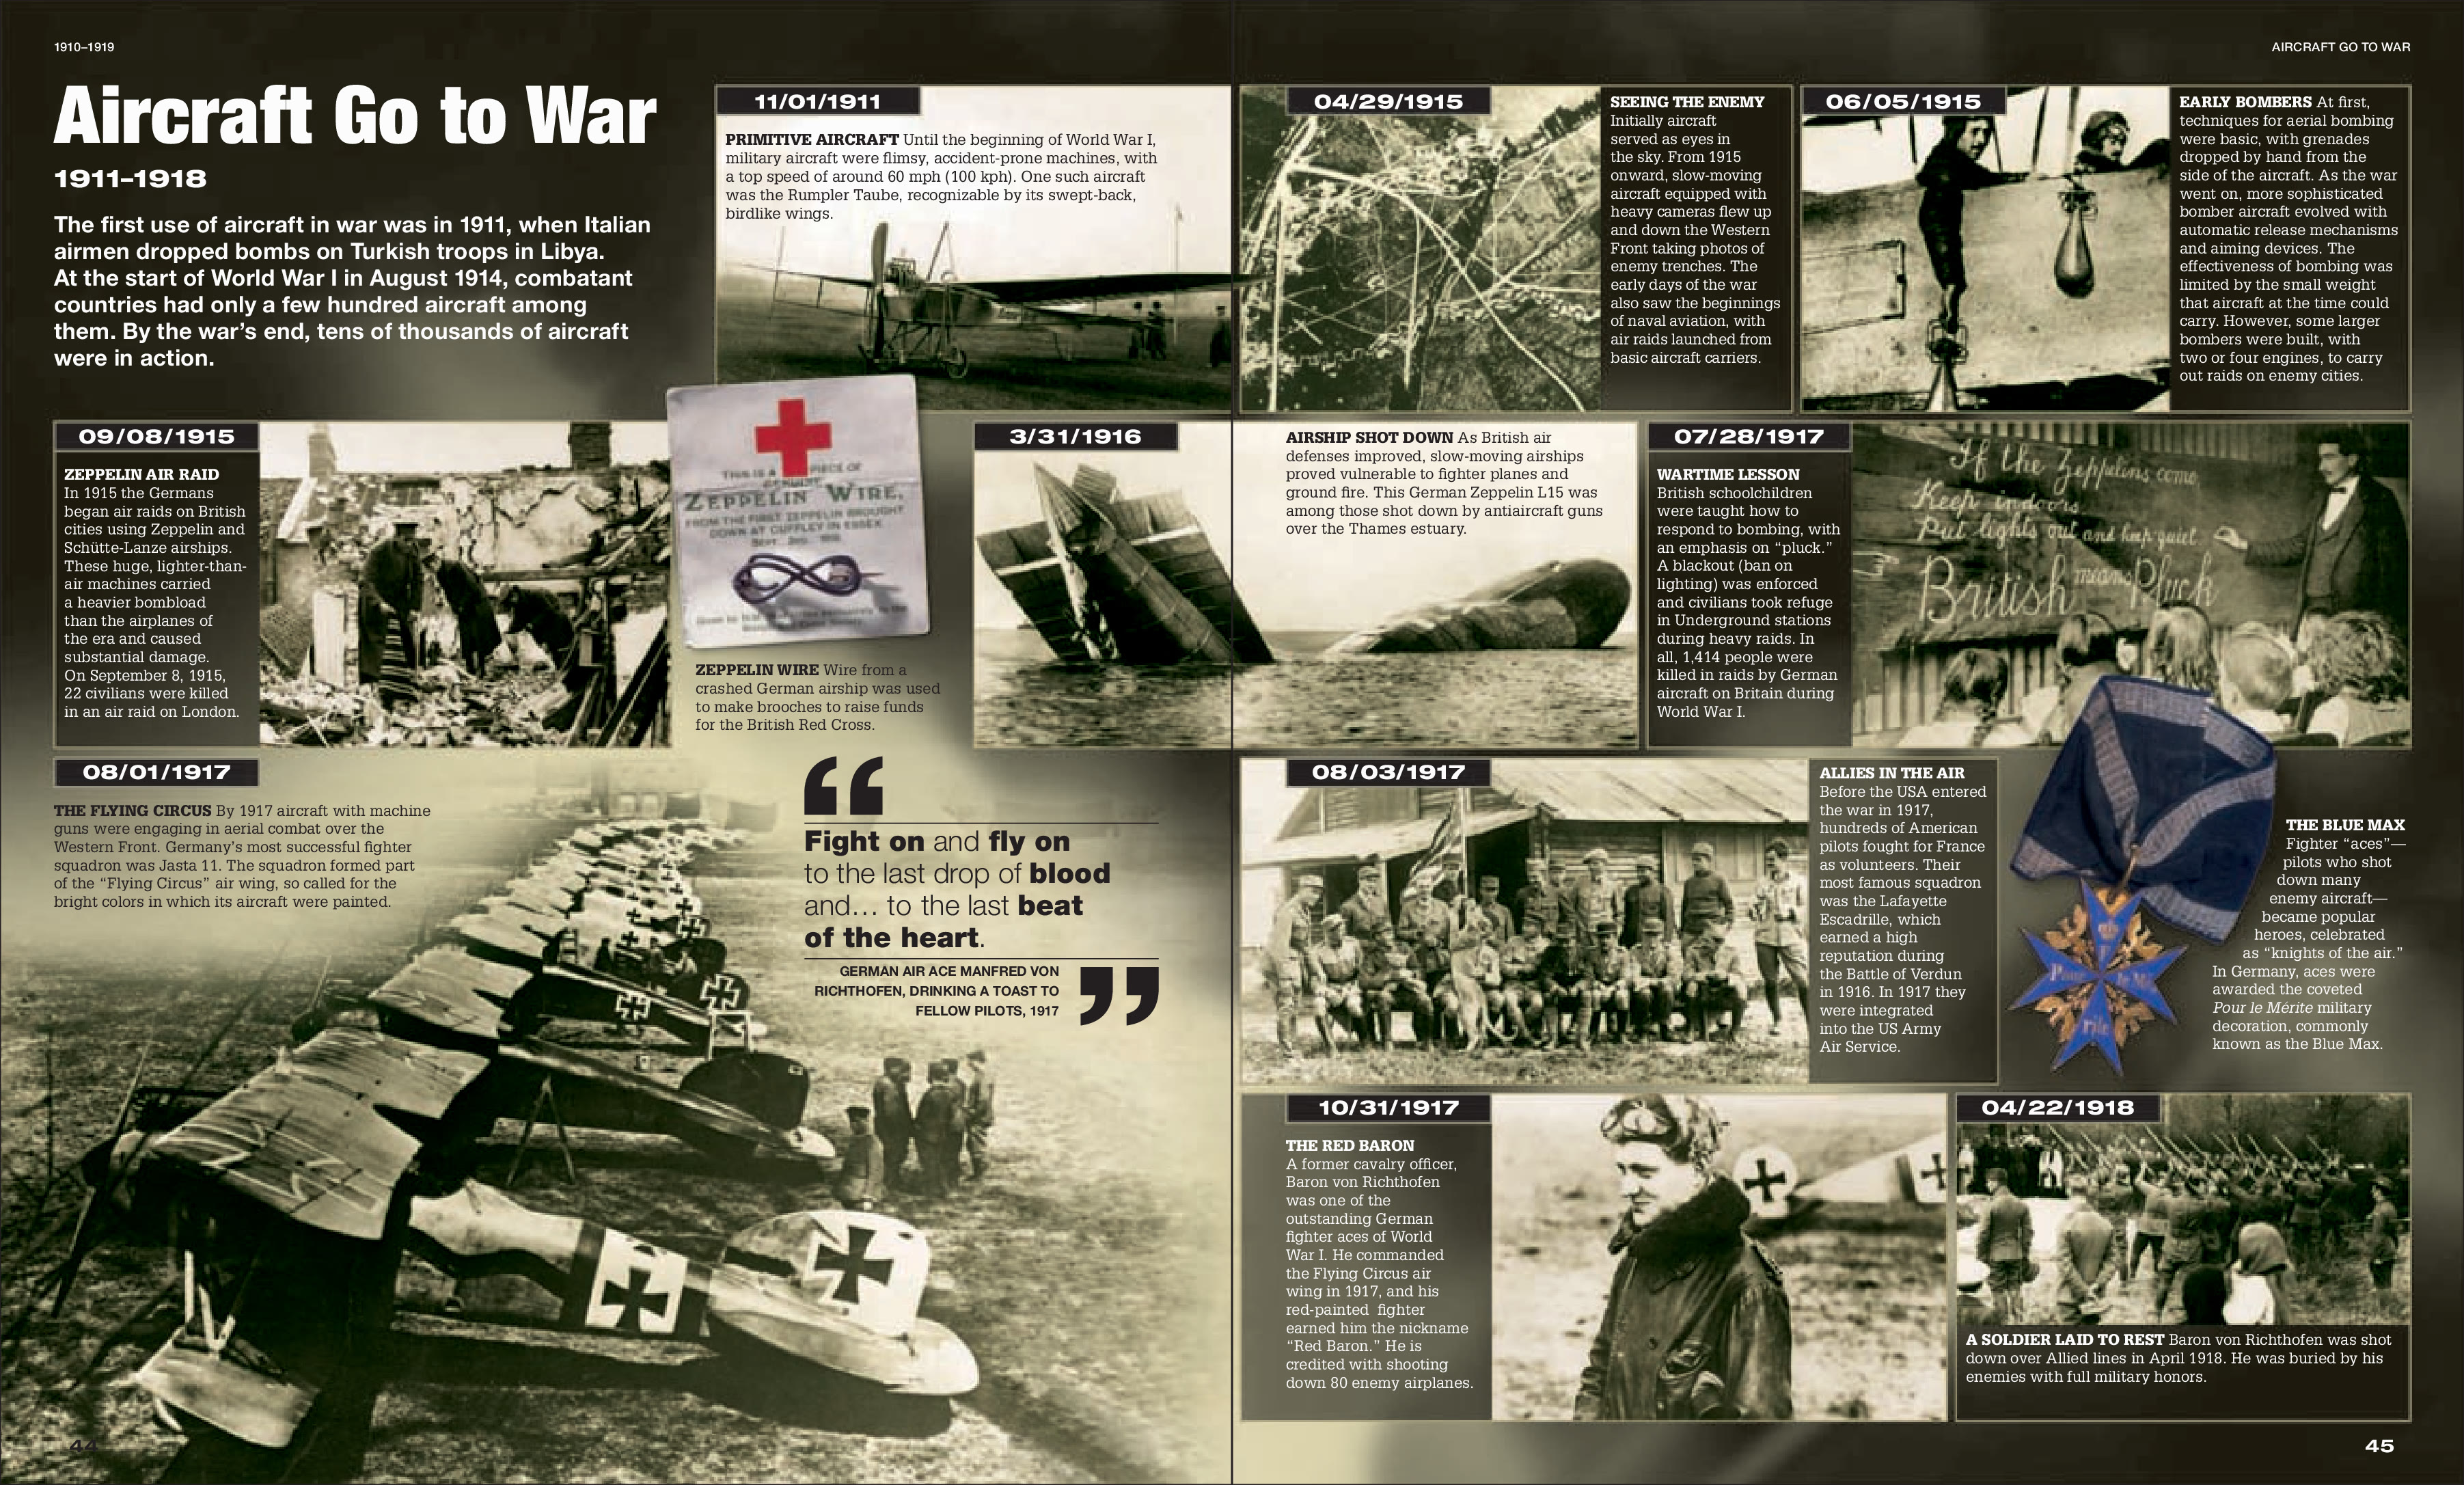 1910–1919
AIRCRAFT GO TO WAR
Aircraft Go to War
1911–1918
The first use of aircraft in war was in 1911, when Italian
airmen dropped bombs on Turkish troops in Libya.
At the start of World War I in August 1914, combatant
countries had only a few hundred aircraft among
them. By the war’s end, tens of thousands of aircraft
were in action.
11/01/1911
PRIMITIVE AIRCRAFT Until the beginning of World War I,
military aircraft were flimsy, accident-prone machines, with
a top speed of around 60 mph (100 kph). One such aircraft
was the Rumpler Taube, recognizable by its swept-back,
birdlike wings.
04/29/1915
SEEING THE ENEMY
Initially aircraft
served as eyes in
the sky. From 1915
onward, slow-moving
aircraft equipped with
heavy cameras flew up
and down the Western
Front taking photos of
enemy trenches. The
early days of the war
also saw the beginnings
of naval aviation, with
air raids launched from
basic aircraft carriers.
06/05/1915
EARLY BOMBERS At first,
techniques for aerial bombing
were basic, with grenades
dropped by hand from the
side of the aircraft. As the war
went on, more sophisticated
bomber aircraft evolved with
automatic release mechanisms
and aiming devices. The
effectiveness of bombing was
limited by the small weight
that aircraft at the time could
carry. However, some larger
bombers were built, with
two or four engines, to carry
out raids on enemy cities.
09/08/1915
ZEPPELIN AIR RAID
In 1915 the Germans
began air raids on British
cities using Zeppelin and
Schütte-Lanze airships.
These huge, lighter-than-
air machines carried
a heavier bombload
than the airplanes of
the era and caused
substantial damage.
On September 8, 1915,
22 civilians were killed
in an air raid on London.
THIS IS A PIECE OF
ZEPPELIN WIRE,
FROM THE FIRST ZEPPELIN BROUGHT
DOWN AT CUFFLEY IN ESSEX
ZEPPELIN WIRE Wire from a
crashed German airship was used
to make brooches to raise funds
for the British Red Cross.
3/31/1916
AIRSHIP SHOT DOWN As British air
defenses improved, slow-moving airships
proved vulnerable to fighter planes and
ground fire. This German Zeppelin L15 was
among those shot down by antiaircraft guns
over the Thames estuary.
07/28/1917
WARTIME LESSON
British schoolchildren
were taught how to
respond to bombing, with
an emphasis on “pluck.”
A blackout (ban on
lighting) was enforced
and civilians took refuge
in Underground stations
during heavy raids. In
all, 1,414 people were
killed in raids by German
aircraft on Britain during
World War I.
If the Zeppelins come
Keep indoors
Put lights out and keep quiet
British means Pluck
08/01/1917
THE FLYING CIRCUS By 1917 aircraft with machine
guns were engaging in aerial combat over the
Western Front. Germany’s most successful fighter
squadron was Jasta 11. The squadron formed part
of the “Flying Circus” air wing, so called for the
bright colors in which its aircraft were painted.
“
Fight on and fly on
to the last drop of blood
and… to the last beat
of the heart.
”
GERMAN AIR ACE MANFRED VON
RICHTHOFEN, DRINKING A TOAST TO
FELLOW PILOTS, 1917
08/03/1917
ALLIES IN THE AIR
Before the USA entered
the war in 1917,
hundreds of American
pilots fought for France
as volunteers. Their
most famous squadron
was the Lafayette
Escadrille, which
earned a high
reputation during
the Battle of Verdun
in 1916. In 1917 they
were integrated
into the US Army
Air Service.
THE BLUE MAX
Fighter “aces”—
pilots who shot
down many
enemy aircraft—
became popular
heroes, celebrated
as “knights of the air.”
In Germany, aces were
awarded the coveted
Pour le Mérite military
decoration, commonly
known as the Blue Max.
10/31/1917
THE RED BARON
A former cavalry officer,
Baron von Richthofen
was one of the
outstanding German
fighter aces of World
War I. He commanded
the Flying Circus air
wing in 1917, and his
red-painted fighter
earned him the nickname
“Red Baron.” He is
credited with shooting
down 80 enemy airplanes.
04/22/1918
A SOLDIER LAID TO REST Baron von Richthofen was shot
down over Allied lines in April 1918. He was buried by his
enemies with full military honors.
44
45